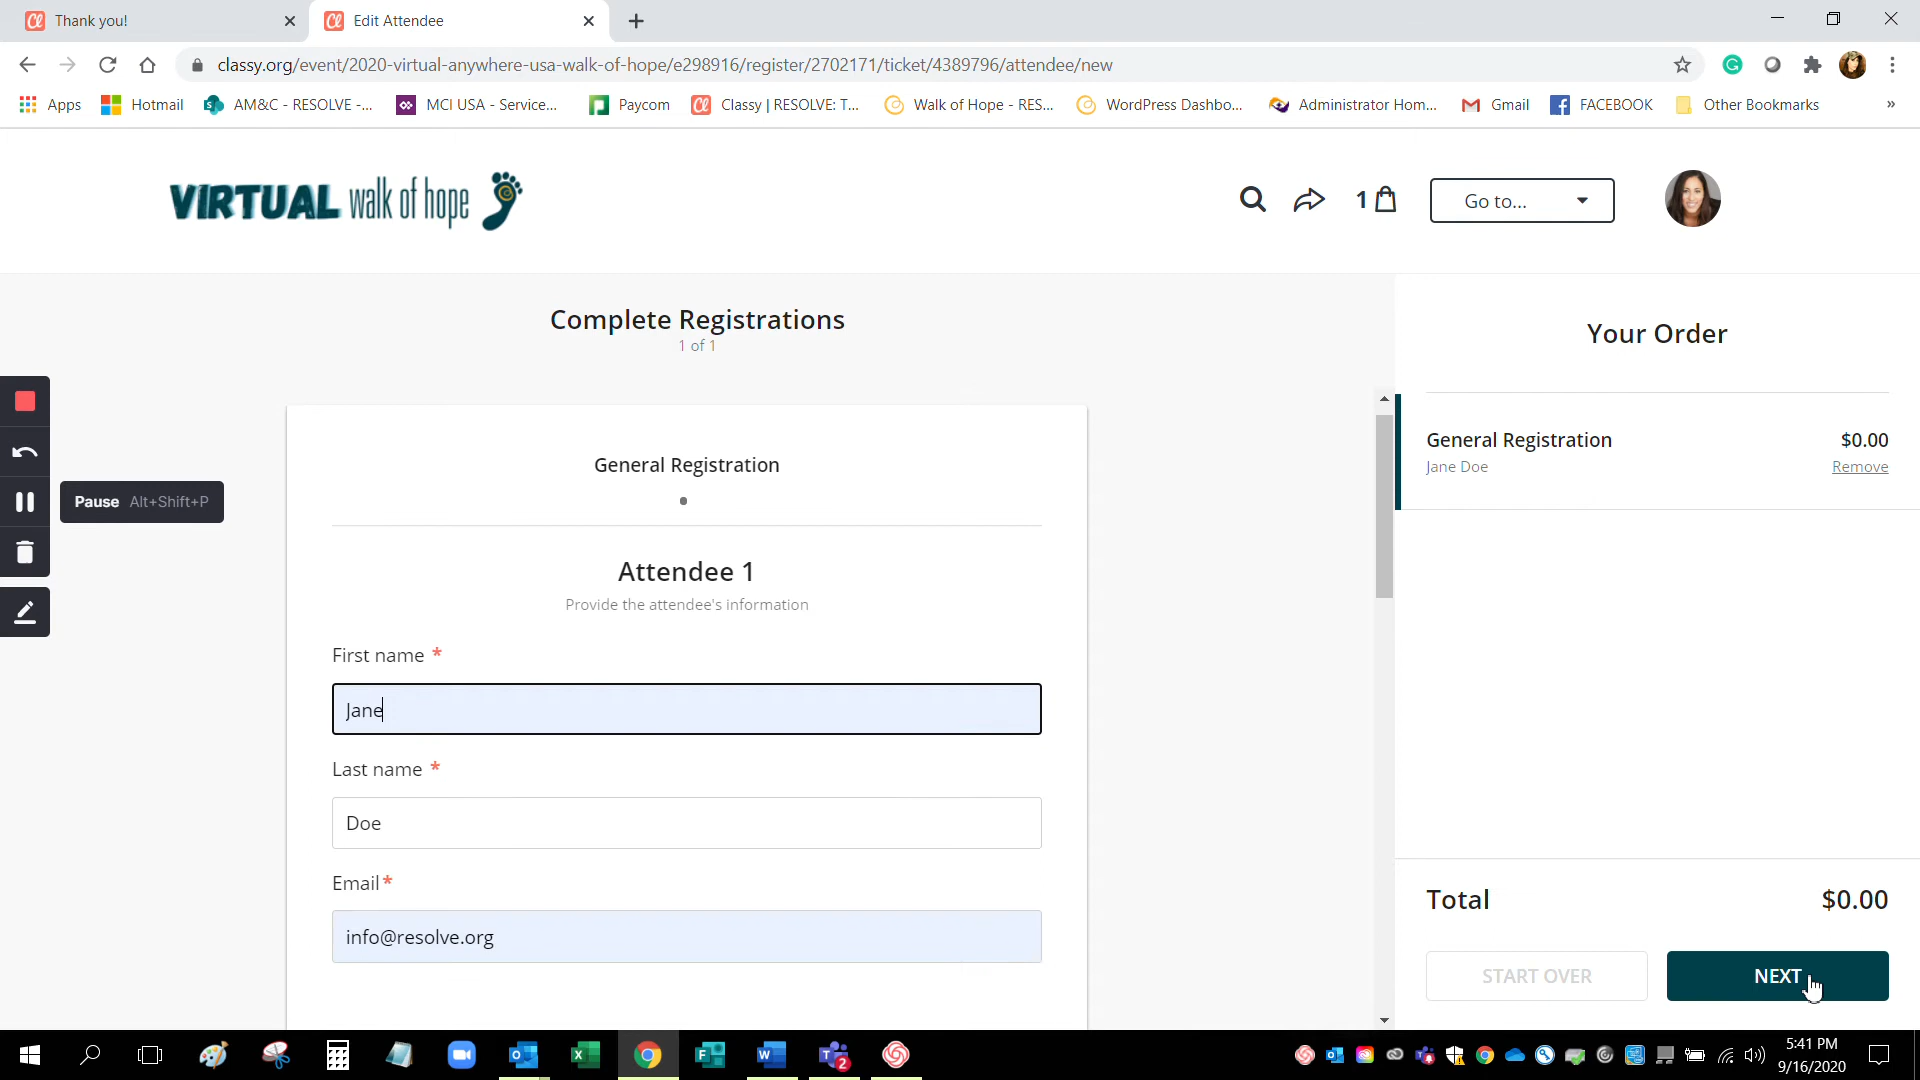 Thank you!
Edit Attendee
classy.org/event/2020-virtual-anywhere-usa-walk-of-hope/e298916/register/2702171/ticket/4389796/attendee/new
Apps Hotmail AM&C - RESOLVE -... MCI USA - Service... Paycom Classy | RESOLVE: T... Walk of Hope - RES... WordPress Dashbo... Administrator Hom... Gmail FACEBOOK Other Bookmarks »
VIRTUAL walk of hope
1
Go to...
Complete Registrations
1 of 1
Your Order
General Registration $0.00
Jane Doe Remove
General Registration
Pause Alt+Shift+P
Attendee 1
Provide the attendee's information
First name *
Jane
Last name *
Doe
Email*
info@resolve.org
Total $0.00
START OVER NEXT
5:41 PM
9/16/2020
2